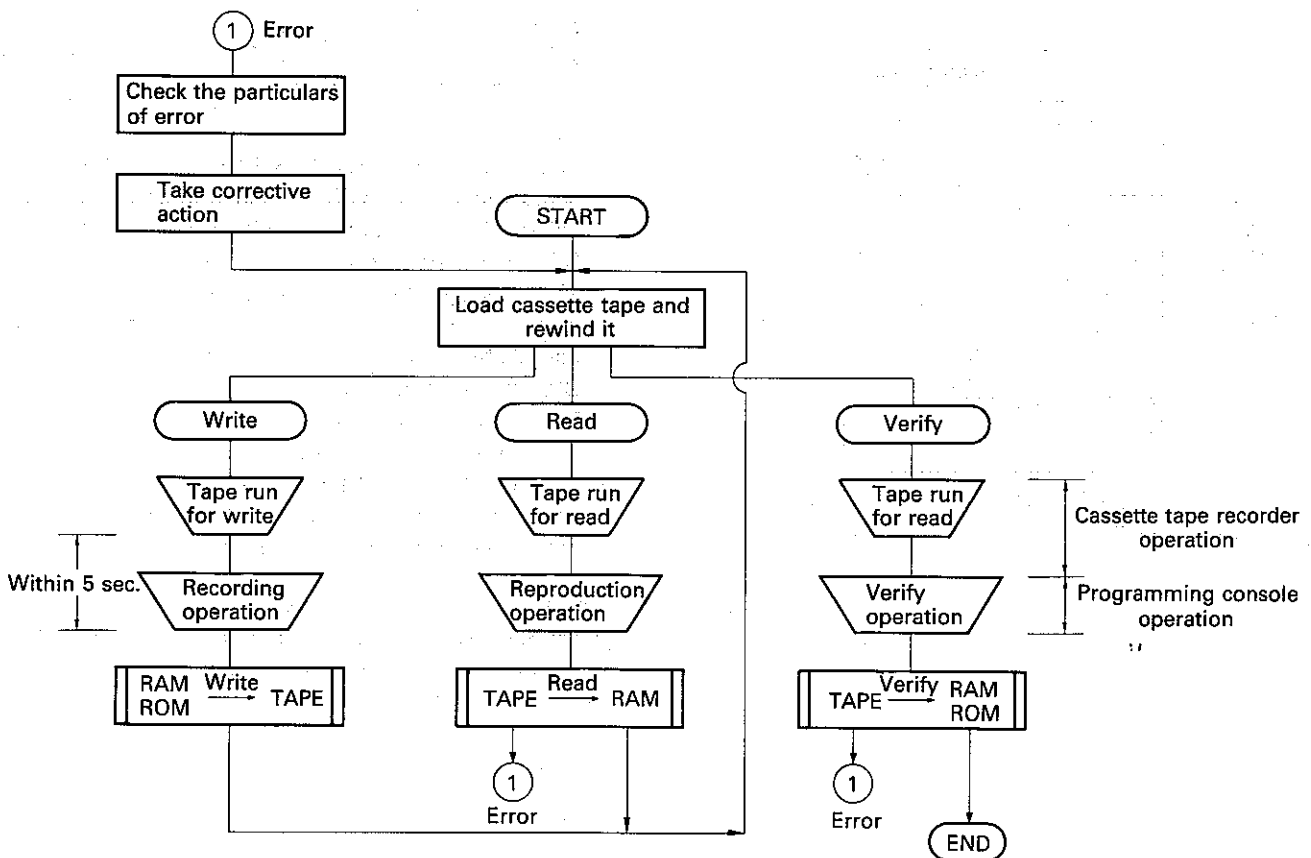 1 Error
Check the particulars
of error
Take corrective
action
START
Load cassette tape and
rewind it
Write
Read
Verify
Tape run
for write
Tape run
for read
Tape run
for read
Cassette tape recorder
operation
Within 5 sec.
Recording
operation
Reproduction
operation
Verify
operation
Programming console
operation
RAM
ROM
Write
TAPE
TAPE
Read
RAM
TAPE
Verify
RAM
ROM
1
Error
1
Error
END